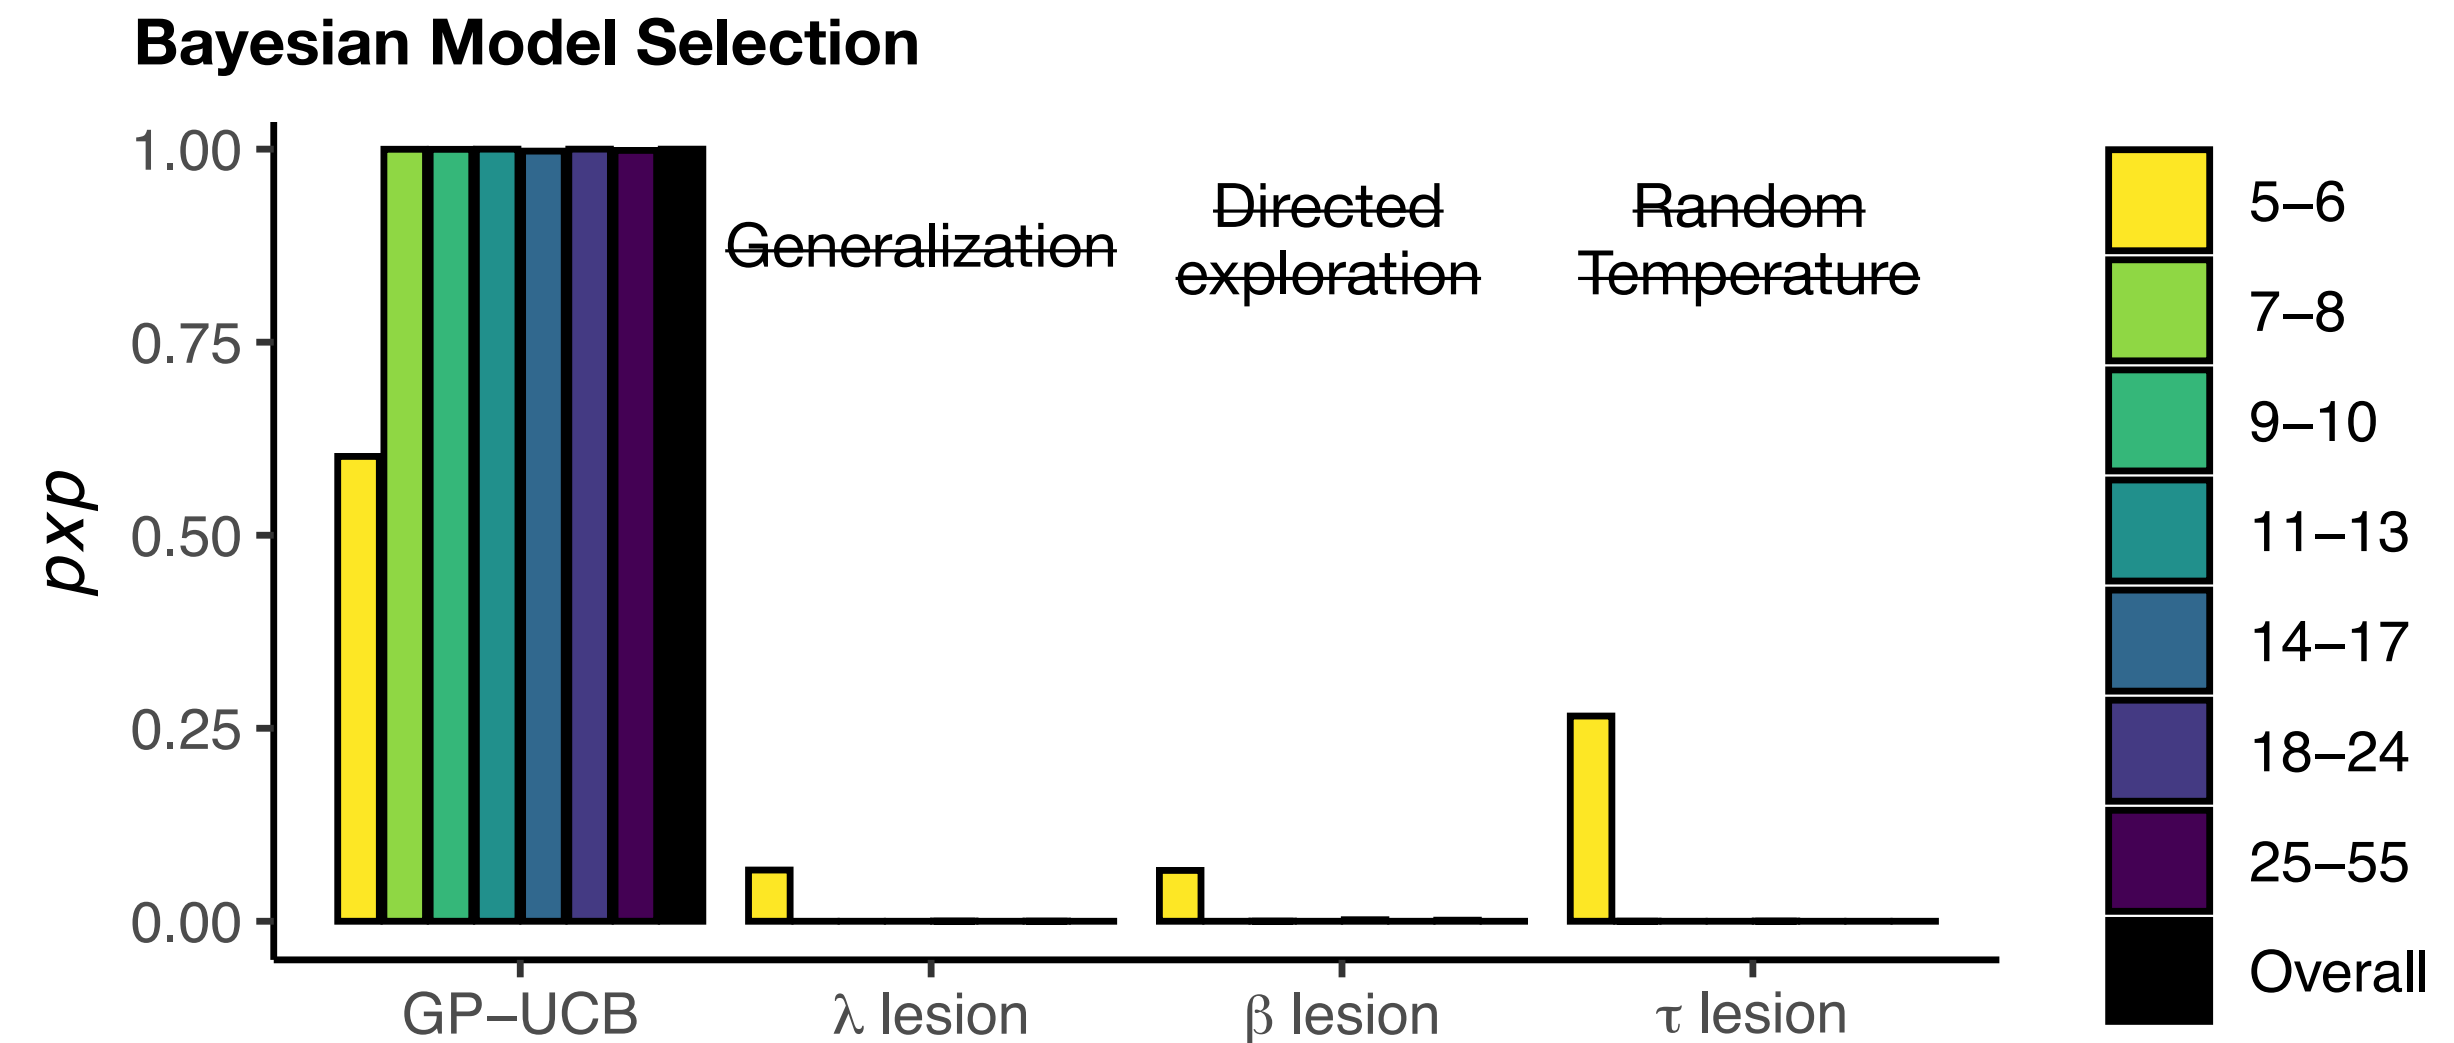 Bayesian Model Selection
pxp
1.00
0.75
0.50
0.25
0.00
Generalization
Directed
exploration
Random
Temperature
GP−UCB
λ lesion
β lesion
τ lesion
5−6
7−8
9−10
11−13
14−17
18−24
25−55
Overall